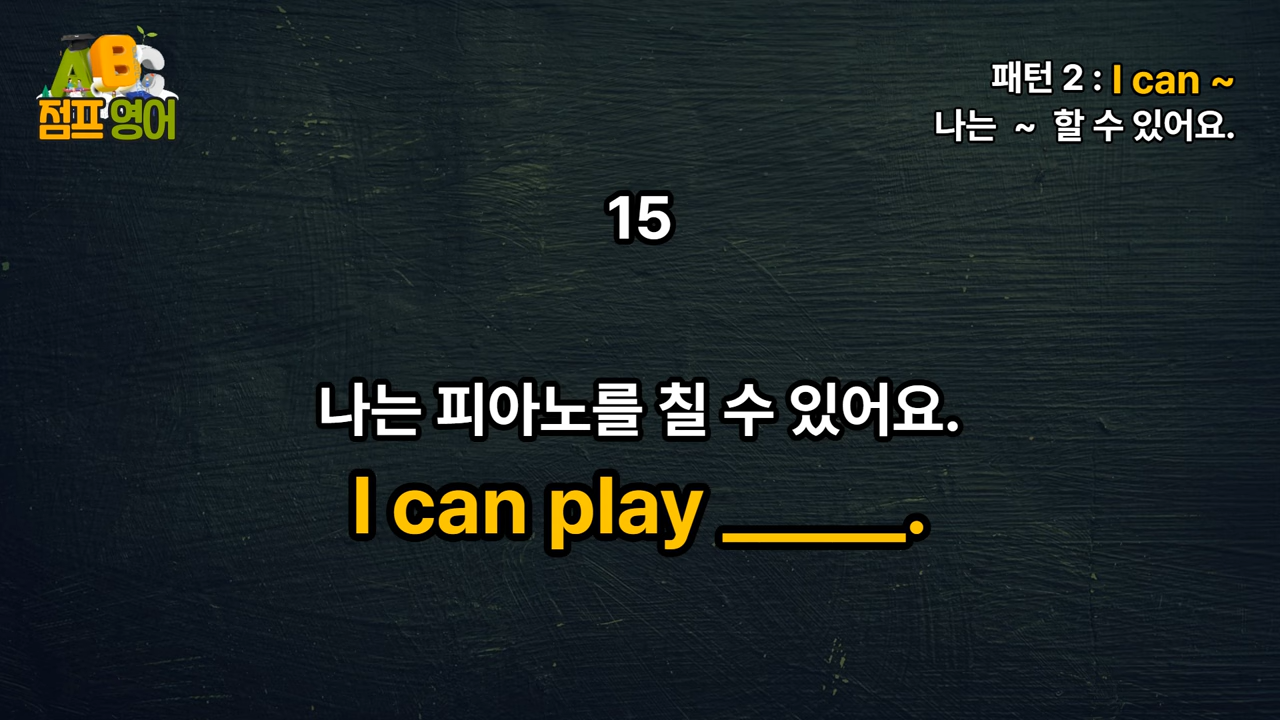 ABC
점프 영어
패턴 2 : I can ~
나는 ~ 할 수 있어요.
15
나는 피아노를 칠 수 있어요.
I can play _____.